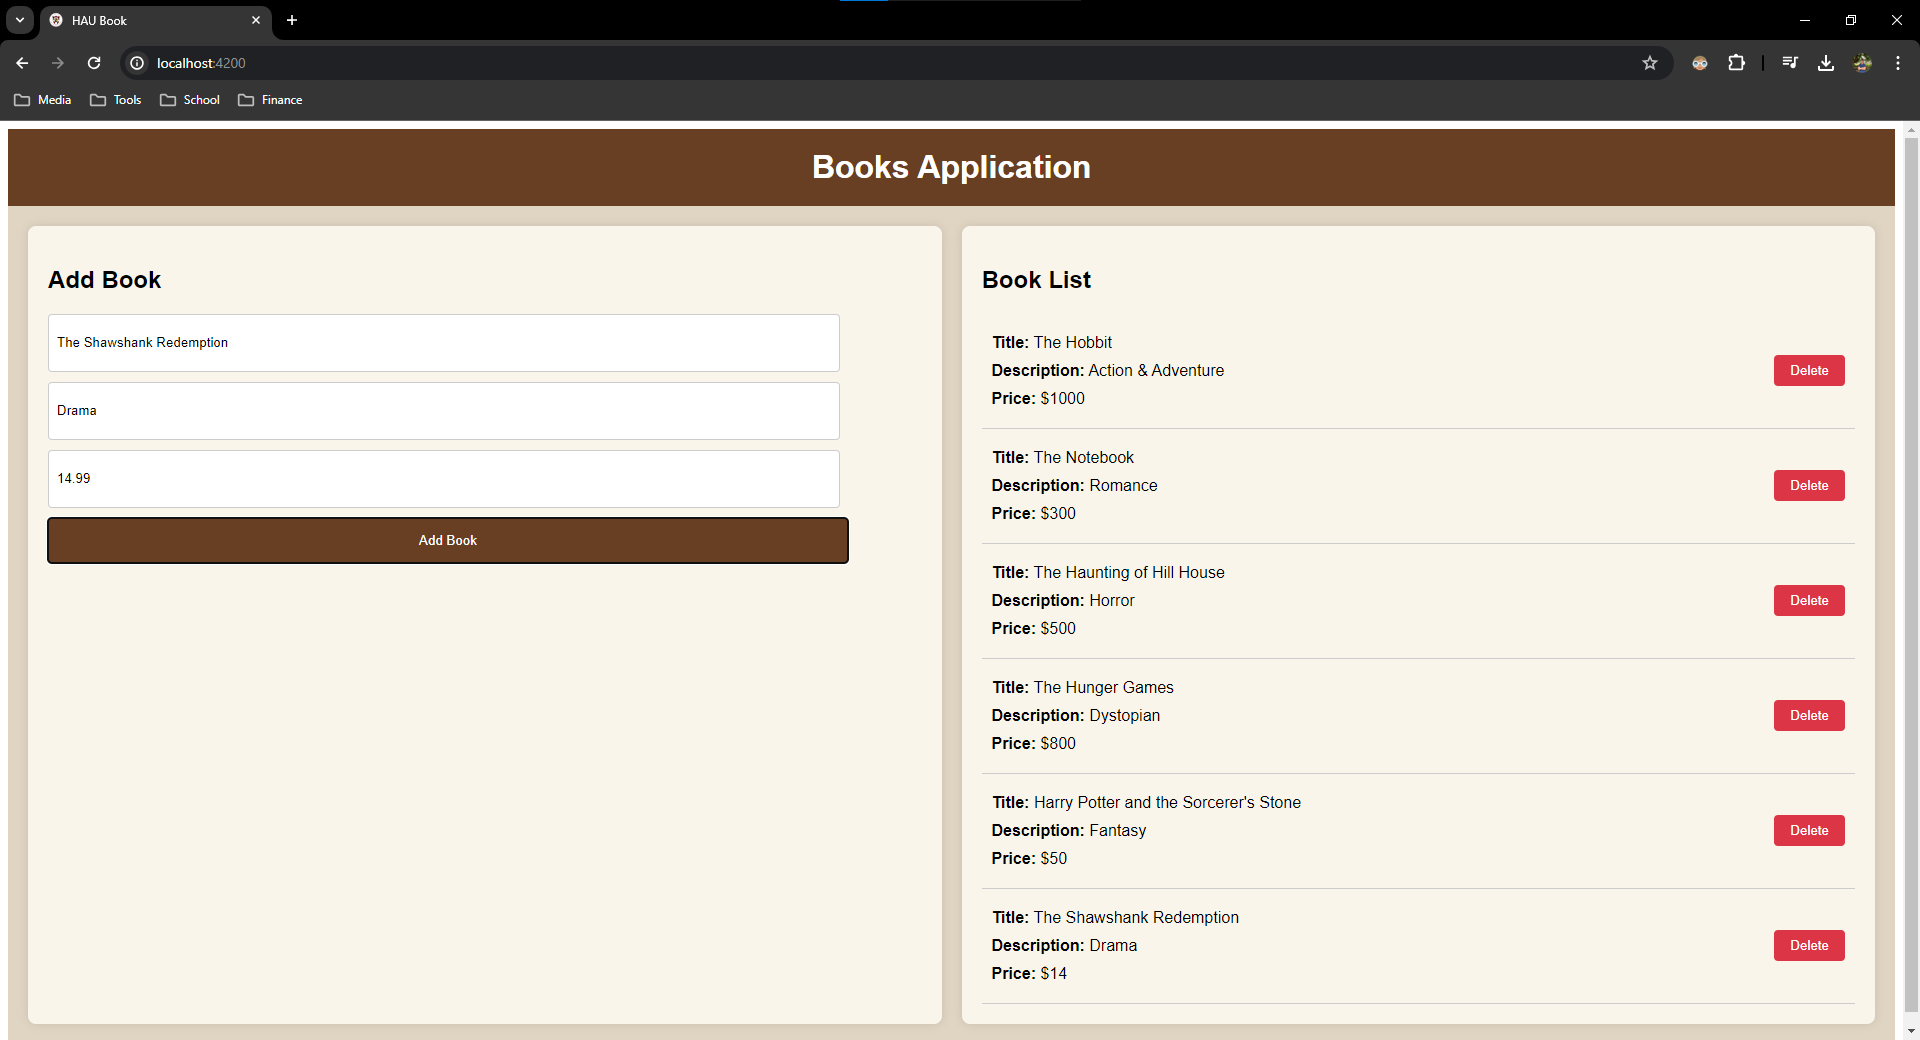 HAU Book
localhost:4200
Media Tools School Finance
Books Application
Add Book
The Shawshank Redemption
Drama
14.99
Add Book
Book List
Title: The Hobbit
Description: Action & Adventure
Price: $1000
Delete
Title: The Notebook
Description: Romance
Price: $300
Delete
Title: The Haunting of Hill House
Description: Horror
Price: $500
Delete
Title: The Hunger Games
Description: Dystopian
Price: $800
Delete
Title: Harry Potter and the Sorcerer's Stone
Description: Fantasy
Price: $50
Delete
Title: The Shawshank Redemption
Description: Drama
Price: $14
Delete